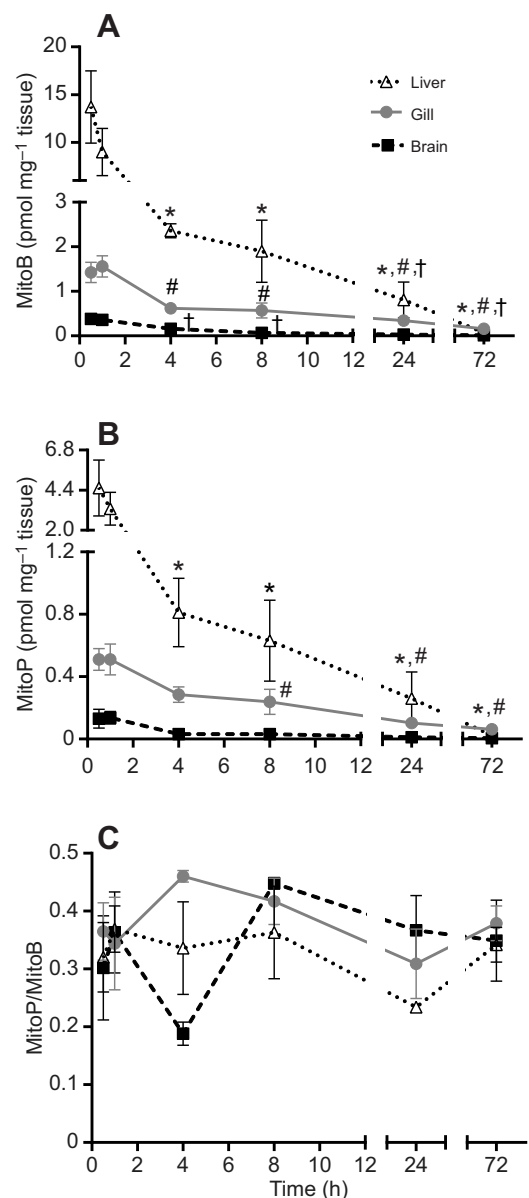 A
MitoB (pmol mg⁻¹ tissue)
20
15
10
3
2
1
0
Liver
Gill
Brain
*
*
#
#
†
†
*,#,†
*,#,†
0 2 4 6 8 10 12 24 72
B
MitoP (pmol mg⁻¹ tissue)
6.8
4.4
2.0
1.2
0.8
0.4
0
*
*
#
*,#
*,#
0 2 4 6 8 10 12 24 72
C
MitoP/MitoB
0.5
0.4
0.3
0.2
0.1
0
0 2 4 6 8 10 12 24 72
Time (h)